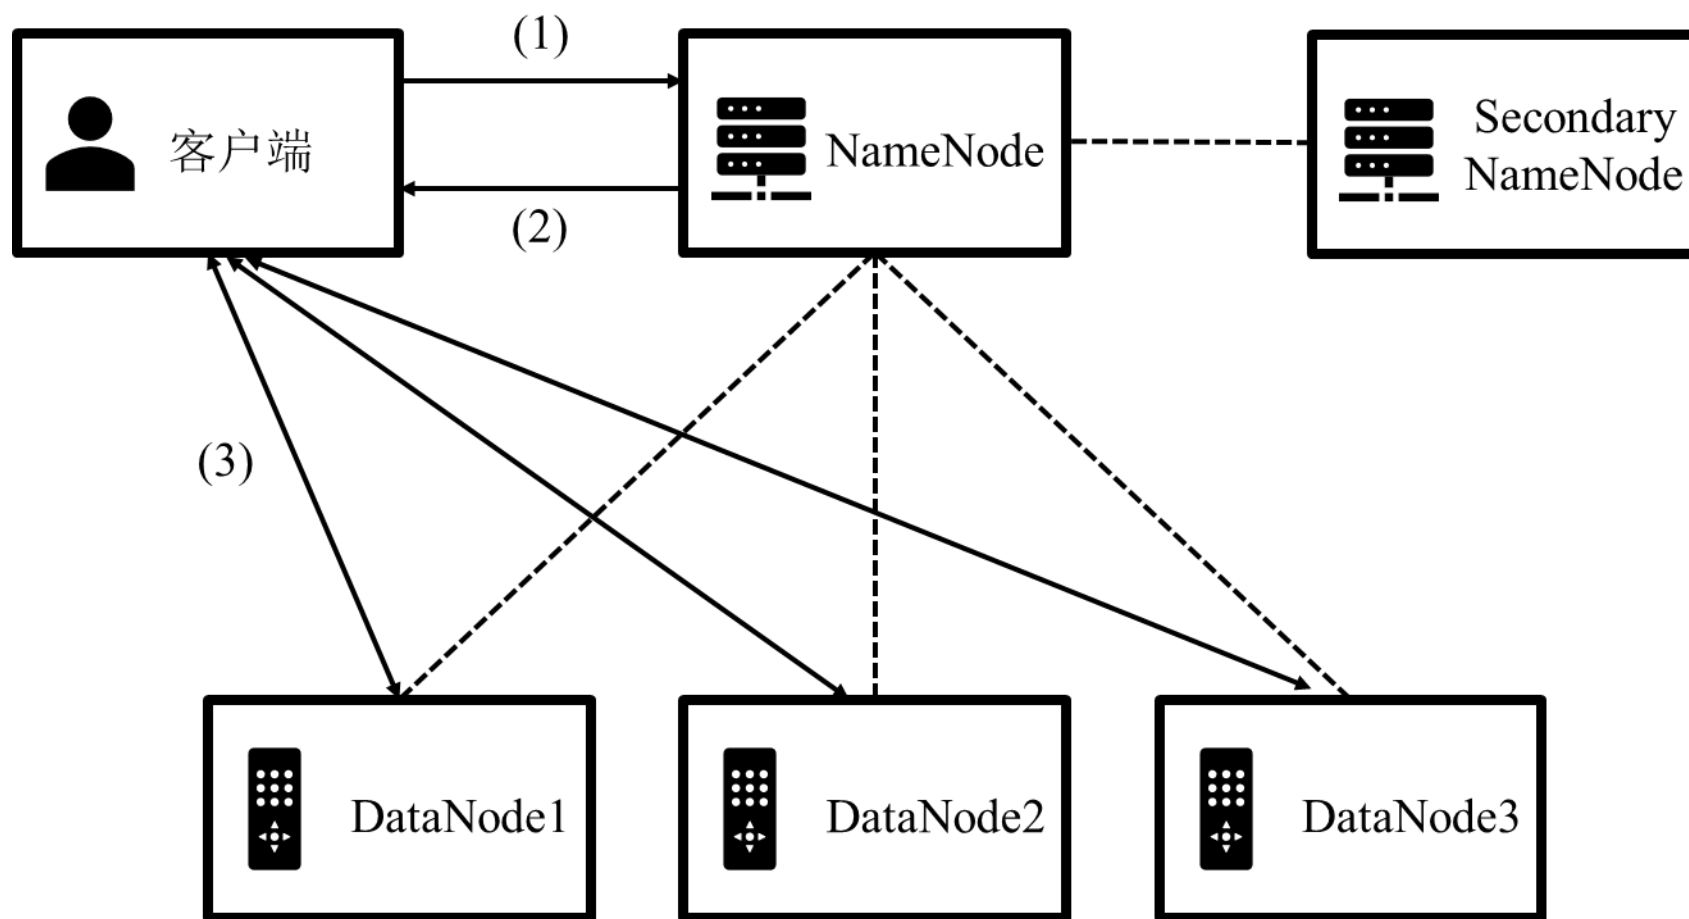 (1)
客户端
NameNode
Secondary
NameNode
(2)
(3)
DataNode1
DataNode2
DataNode3